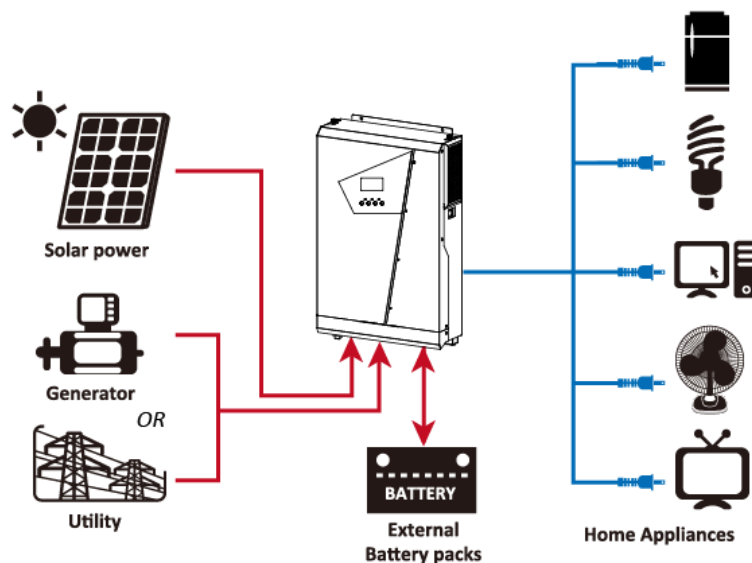 Solar power
Generator
OR
Utility
BATTERY
External
Battery packs
Home Appliances